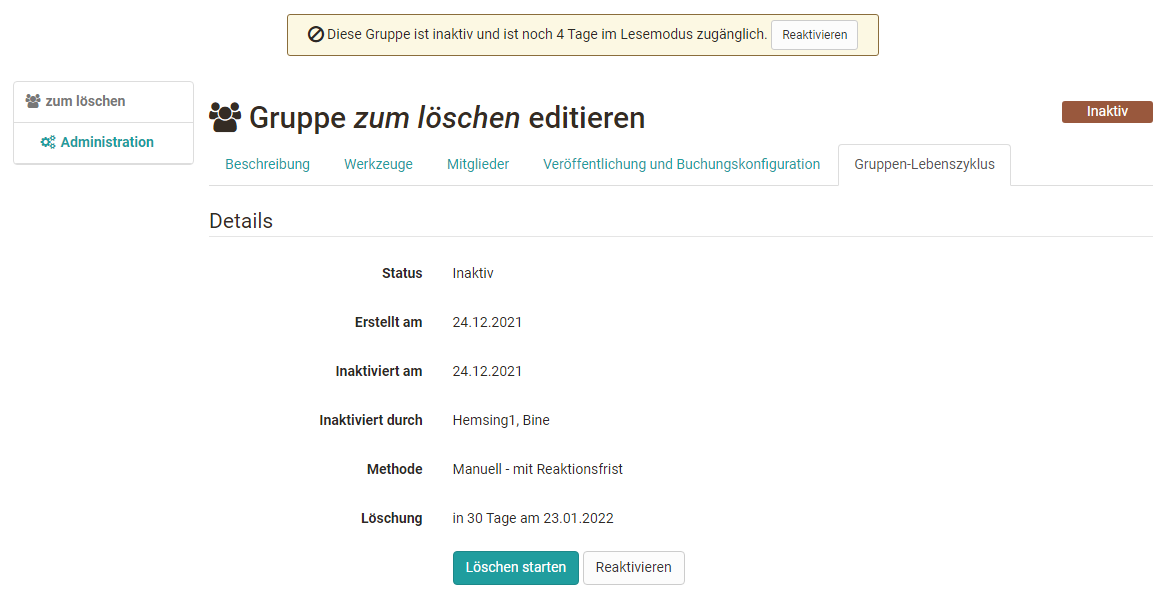 Diese Gruppe ist inaktiv und ist noch 4 Tage im Lesemodus zugänglich. Reaktivieren
zum löschen
Administration
Gruppe zum löschen editieren
Inaktiv
Beschreibung Werkzeuge Mitglieder Veröffentlichung und Buchungskonfiguration Gruppen-Lebenszyklus
Details
Status Inaktiv
Erstellt am 24.12.2021
Inaktiviert am 24.12.2021
Inaktiviert durch Hemsing1, Bine
Methode Manuell - mit Reaktionsfrist
Löschung in 30 Tage am 23.01.2022
Löschen starten Reaktivieren